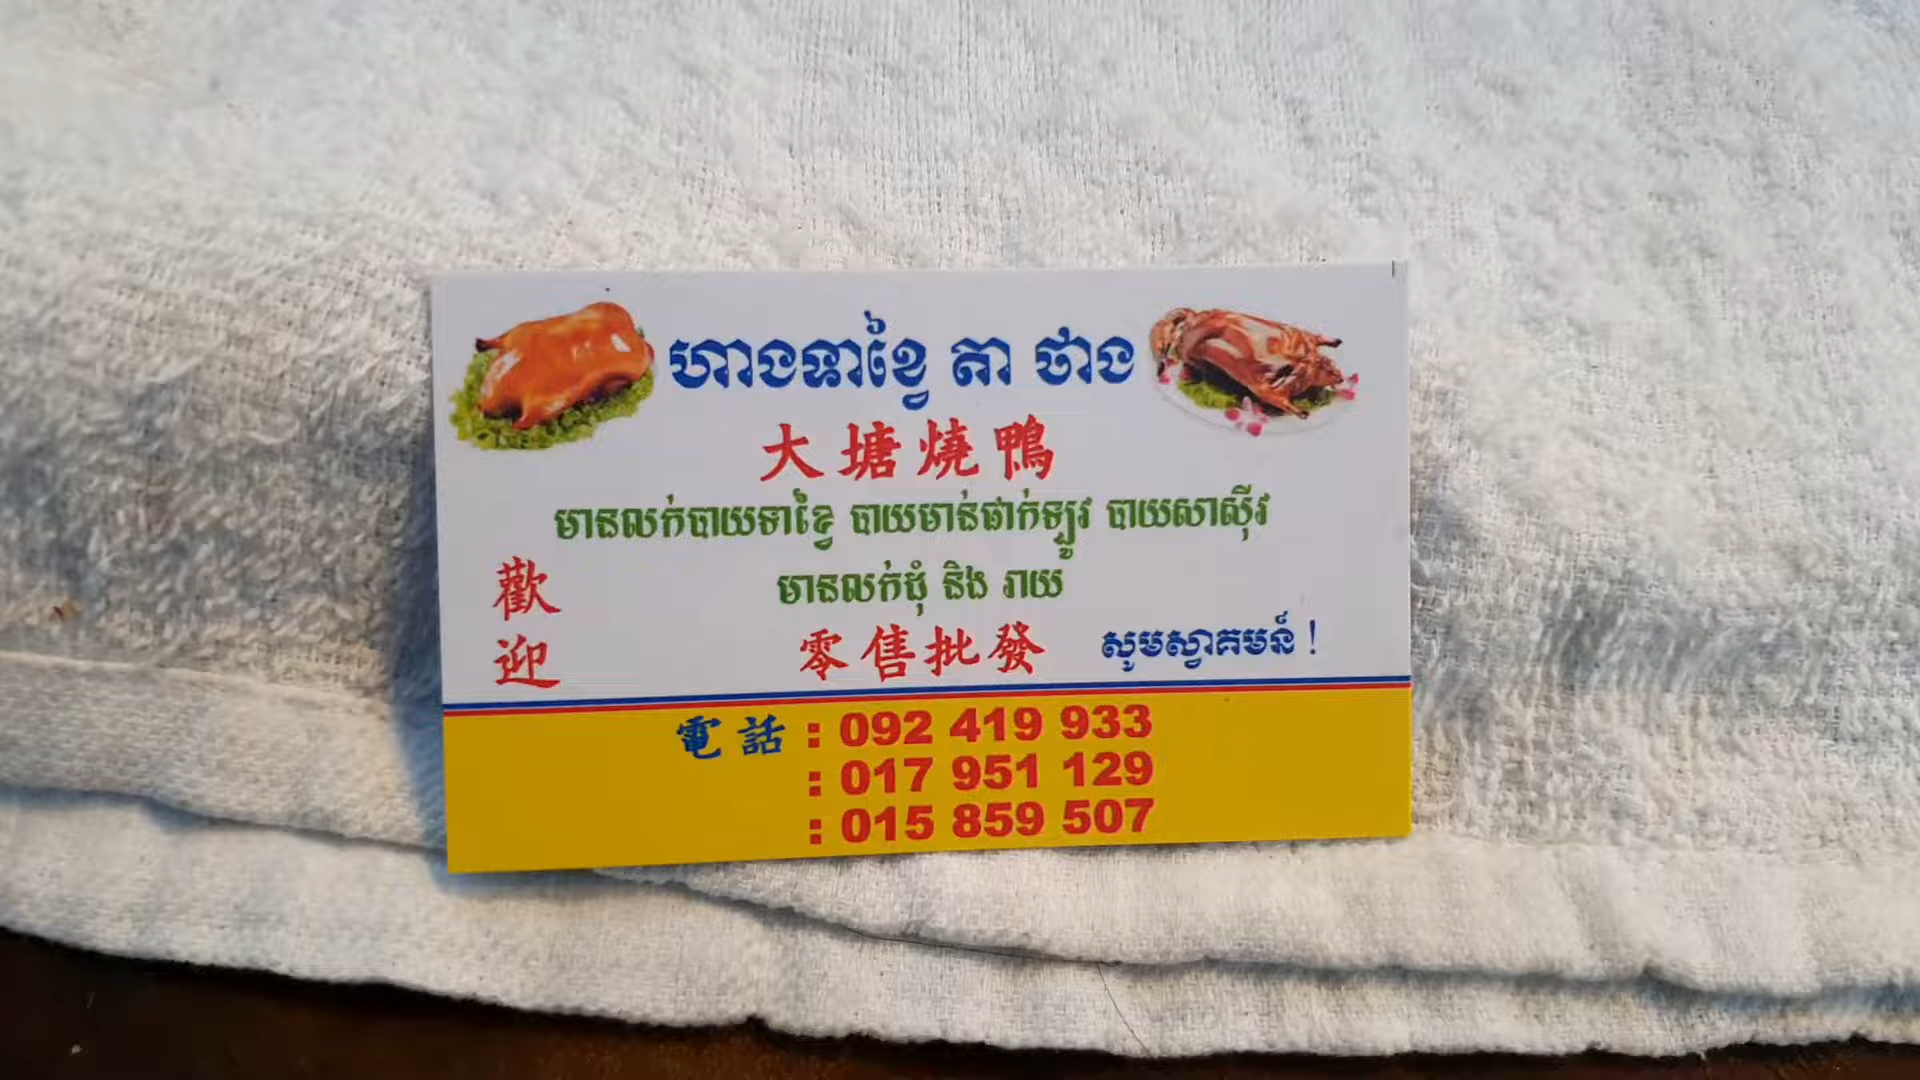 ហាងទាខ្វៃ តា ថាង
大塘燒鴨
មានលក់បាយទាខ្វៃ បាយមាន់ផាក់ឡូវ បាយសាស៊ីវ
មានលក់ដុំ និង រាយ
歡迎
零售批發 សូមស្វាគមន៍ !
電話 : 092 419 933
: 017 951 129
: 015 859 507